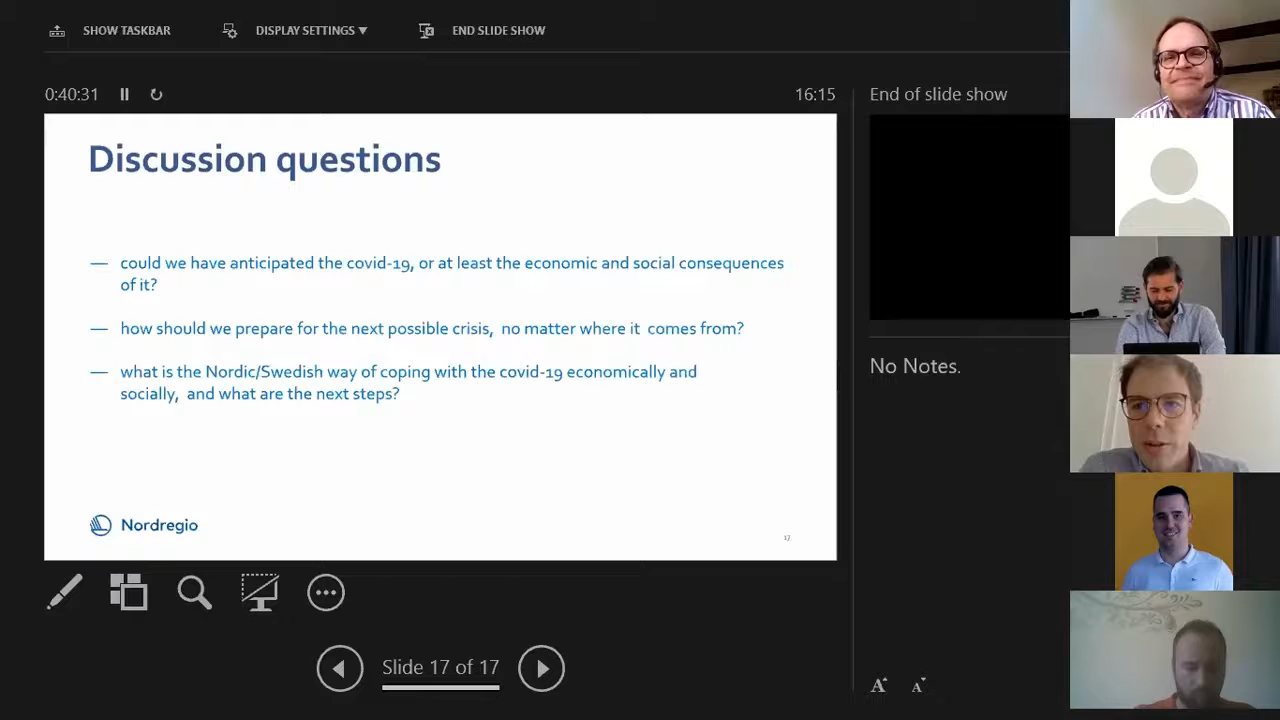 SHOW TASKBAR
DISPLAY SETTINGS ▼
END SLIDE SHOW
0:40:31
16:15
End of slide show
Discussion questions
— could we have anticipated the covid-19, or at least the economic and social consequences
of it?
— how should we prepare for the next possible crisis, no matter where it comes from?
— what is the Nordic/Swedish way of coping with the covid-19 economically and
socially, and what are the next steps?
Nordregio
17
No Notes.
Slide 17 of 17
A A